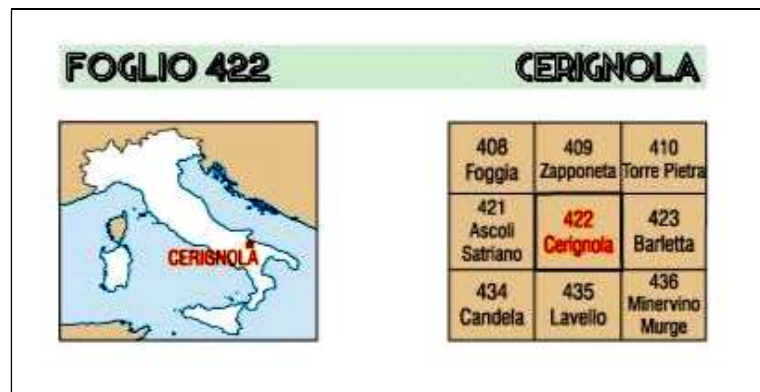 FOGLIO 422 CERIGNOLA
CERIGNOLA
408 409 410
Foggia Zapponeta Torre Pietra
421
Ascoli
Satriano
422
Cerignola
423
Barletta
434
Candela
435
Lavello
436
Minervino
Murge